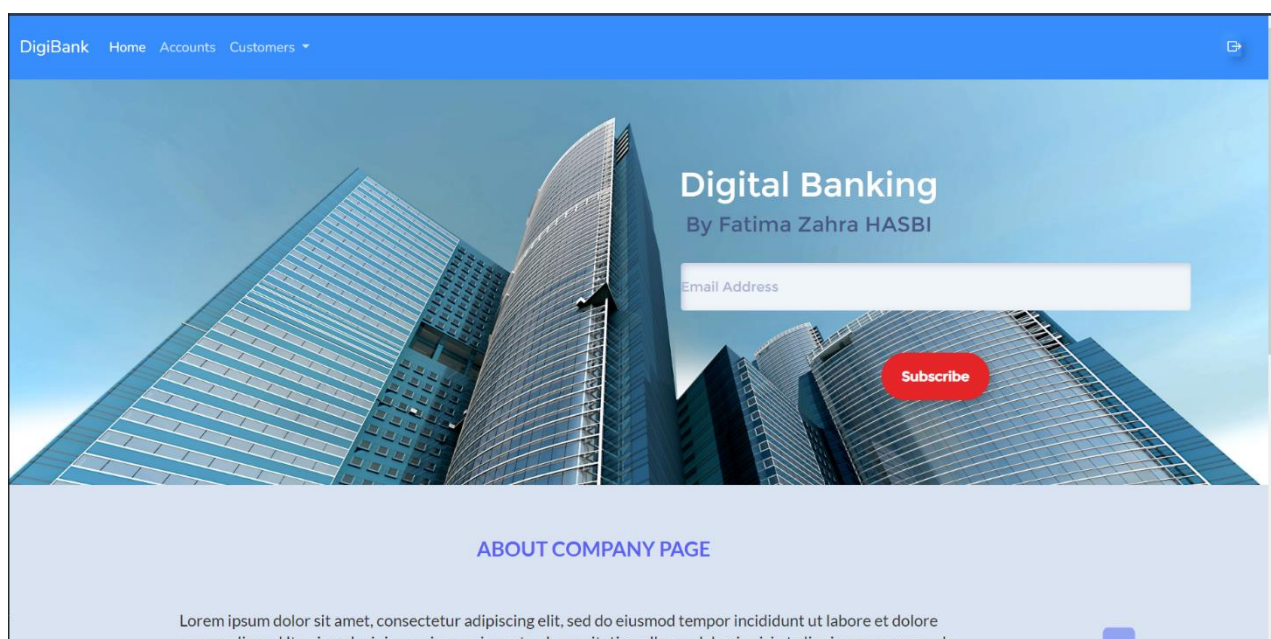 DigiBank Home Accounts Customers
Digital Banking
By Fatima Zahra HASBI
Email Address
Subscribe
ABOUT COMPANY PAGE
Lorem ipsum dolor sit amet, consectetur adipiscing elit, sed do eiusmod tempor incididunt ut labore et dolore